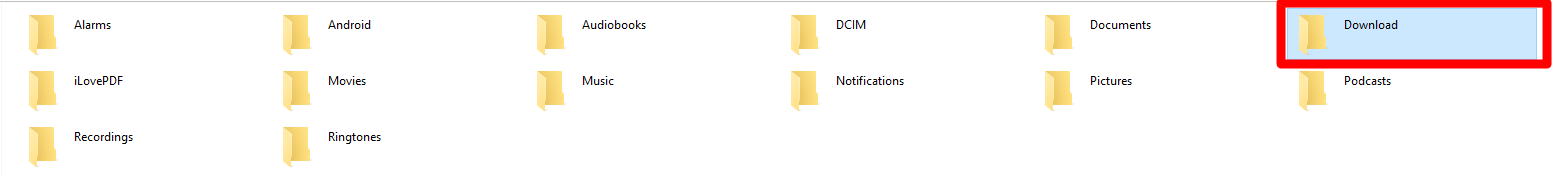 Alarms
Android
Audiobooks
DCIM
Documents
Download
iLovePDF
Movies
Music
Notifications
Pictures
Podcasts
Recordings
Ringtones